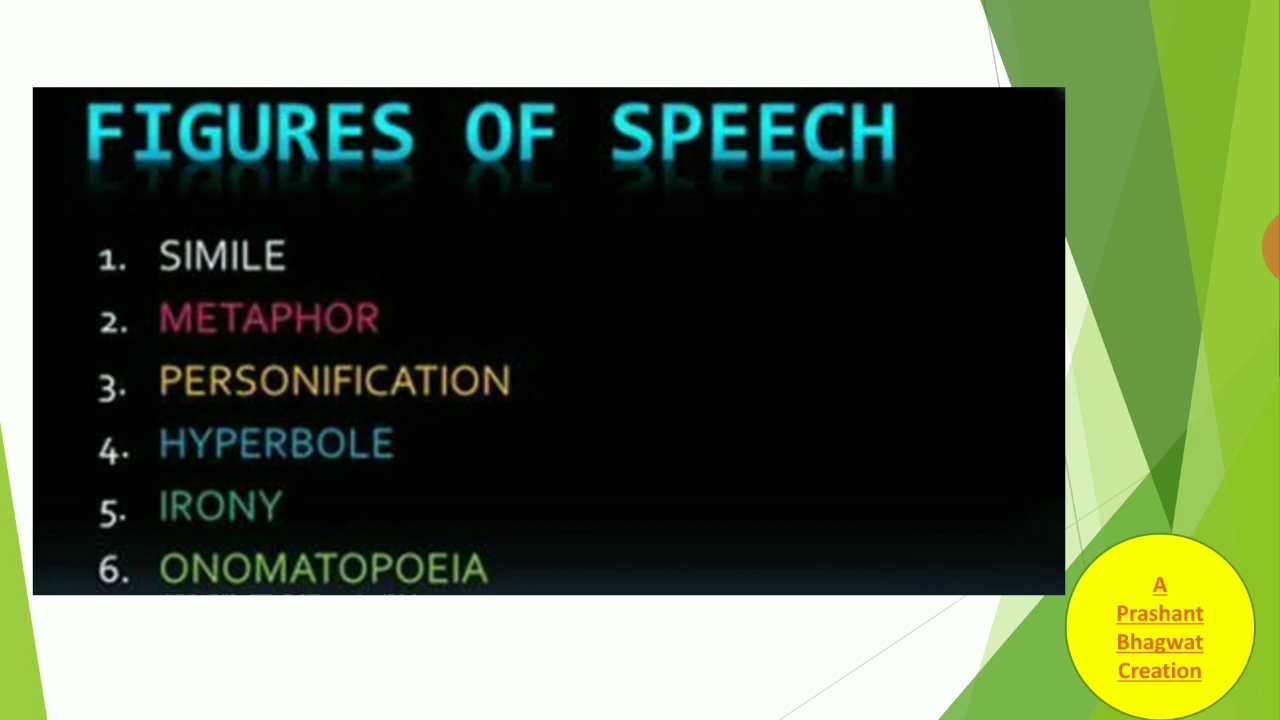 FIGURES OF SPEECH
1. SIMILE
2. METAPHOR
3. PERSONIFICATION
4. HYPERBOLE
5. IRONY
6. ONOMATOPOEIA
A
Prashant
Bhagwat
Creation